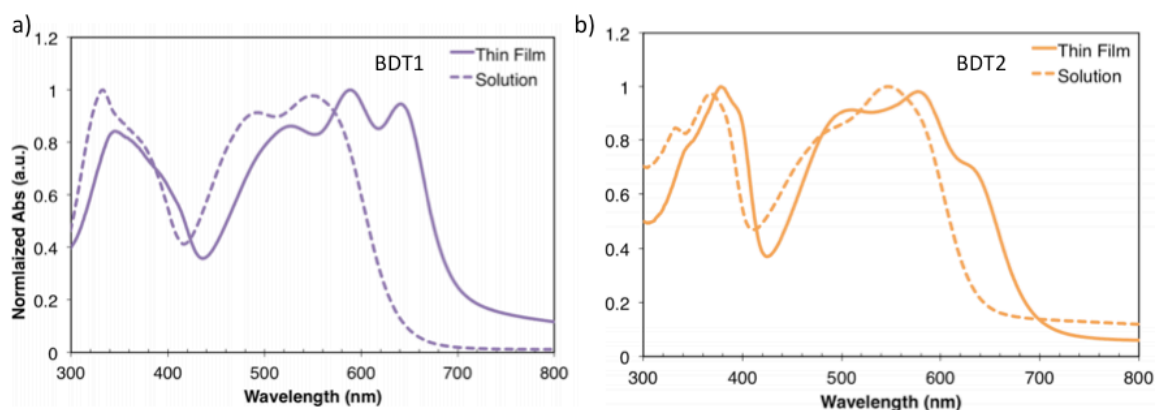 a)
BDT1
Thin Film
Solution
Normlaized Abs (a.u.)
1.2
1
0.8
0.6
0.4
0.2
0
300 400 500 600 700 800
Wavelength (nm)
b)
BDT2
Thin Film
Solution
1.2
1
0.8
0.6
0.4
0.2
0
300 400 500 600 700 800
Wavelength (nm)